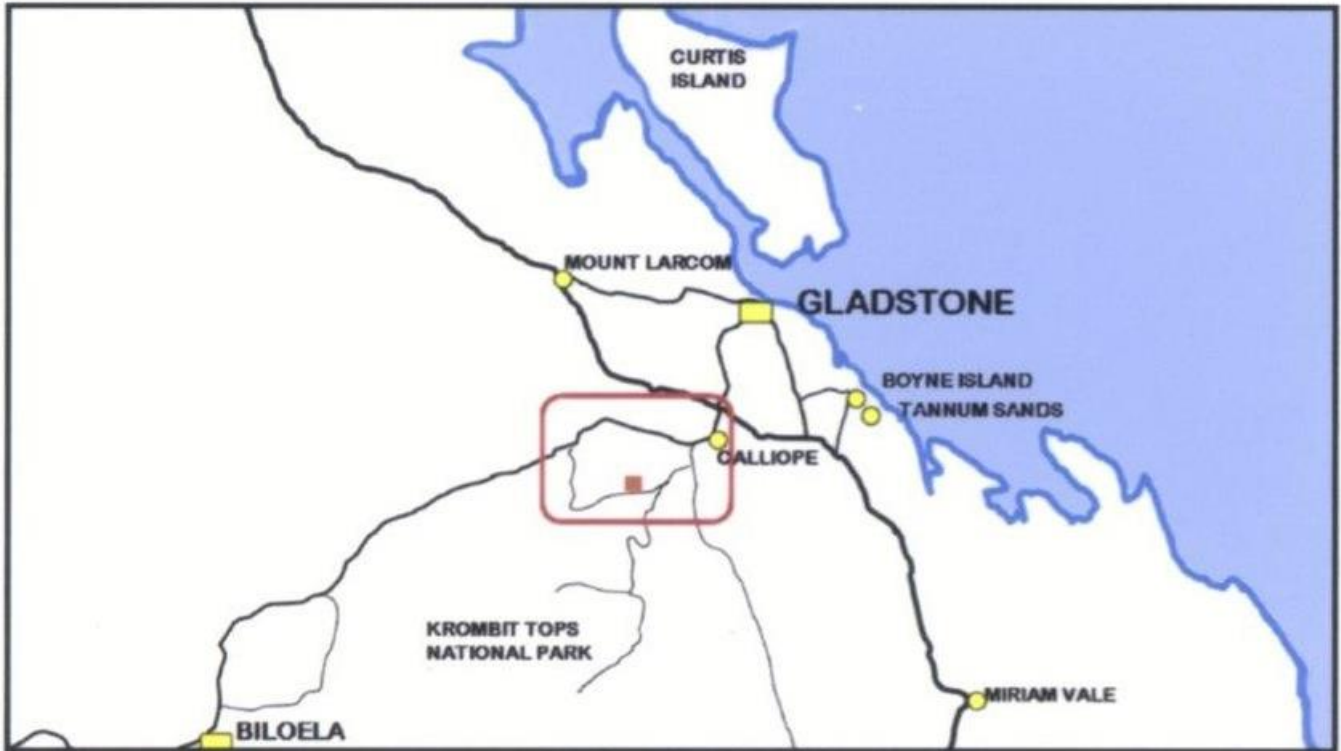 CURTIS
ISLAND
MOUNT LARCOM
GLADSTONE
BOYNE ISLAND
TANNUM SANDS
CALLIOPE
KROMBIT TOPS
NATIONAL PARK
MIRIAM VALE
BILOELA